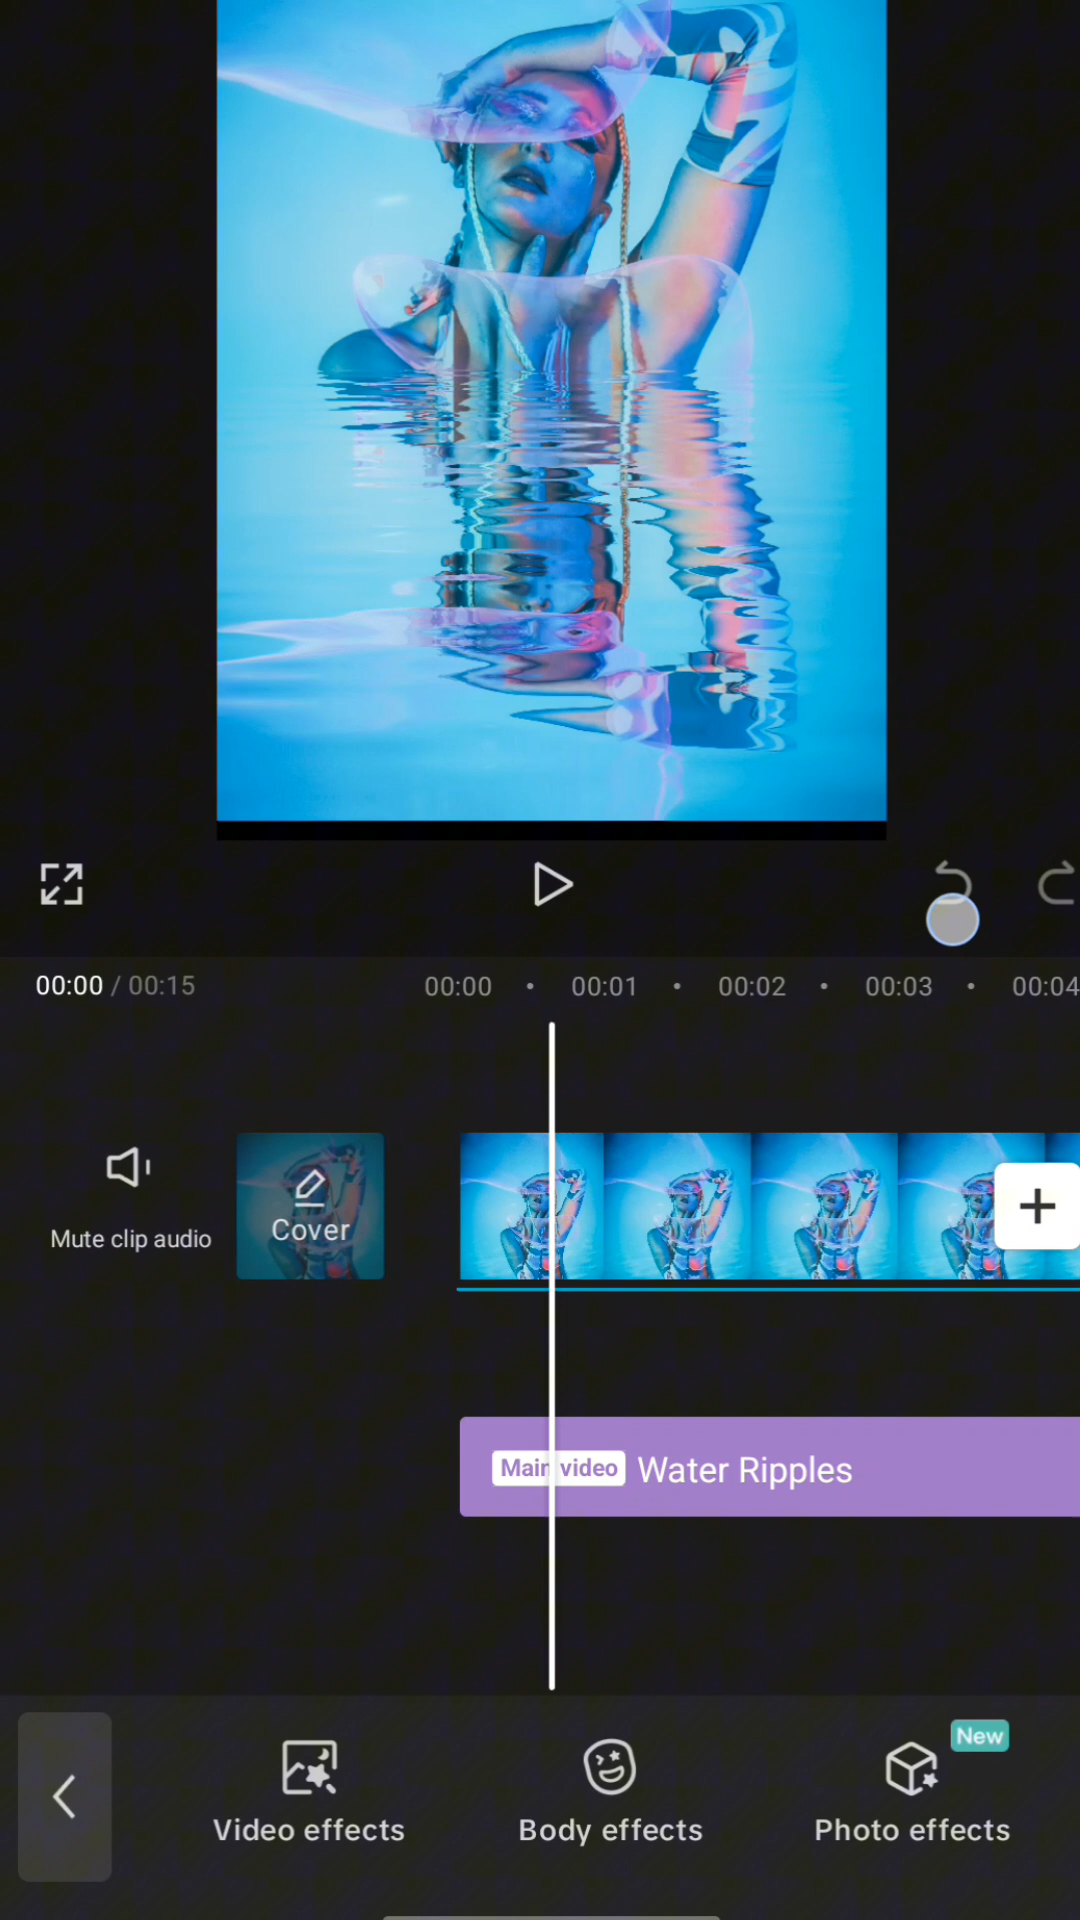 00:00 / 00:15
00:00 • 00:01 • 00:02 • 00:03 • 00:04
Mute clip audio
Cover
Main video Water Ripples
New
Video effects
Body effects
Photo effects